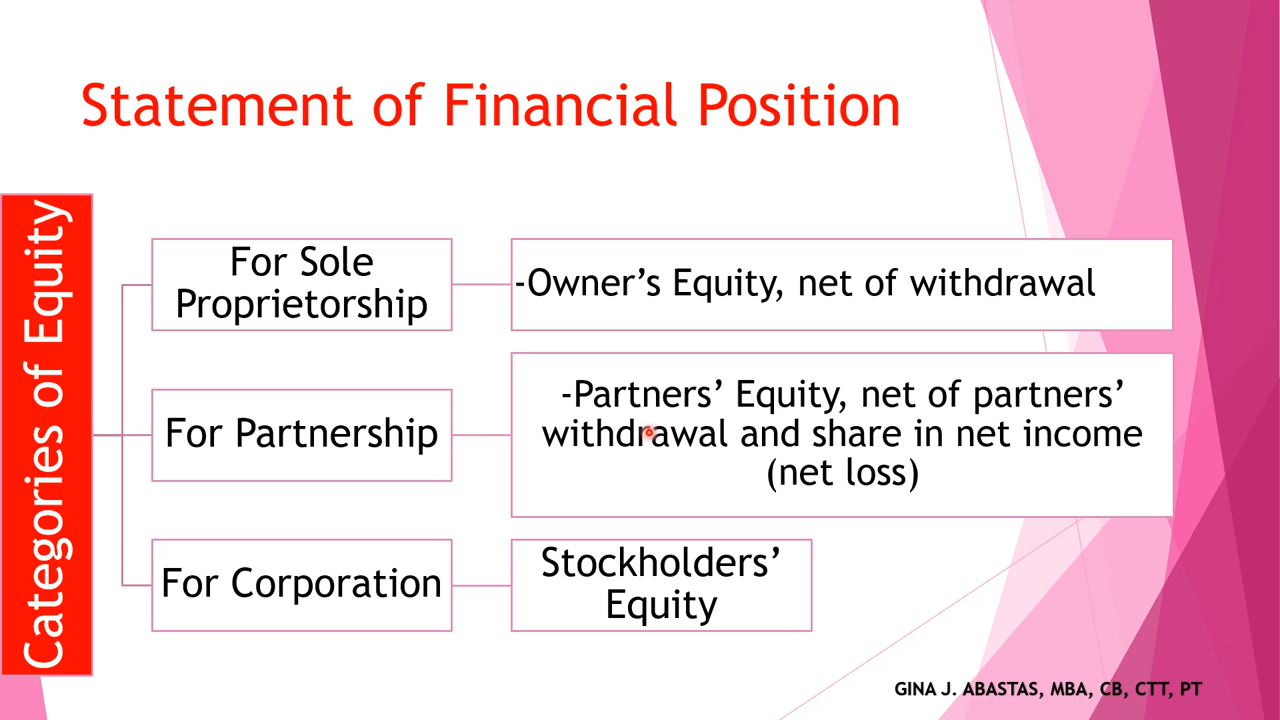 Statement of Financial Position
Categories of Equity
For Sole
Proprietorship
-Owner’s Equity, net of withdrawal
For Partnership
-Partners’ Equity, net of partners’
withdrawal and share in net income
(net loss)
For Corporation
Stockholders’
Equity
GINA J. ABASTAS, MBA, CB, CTT, PT